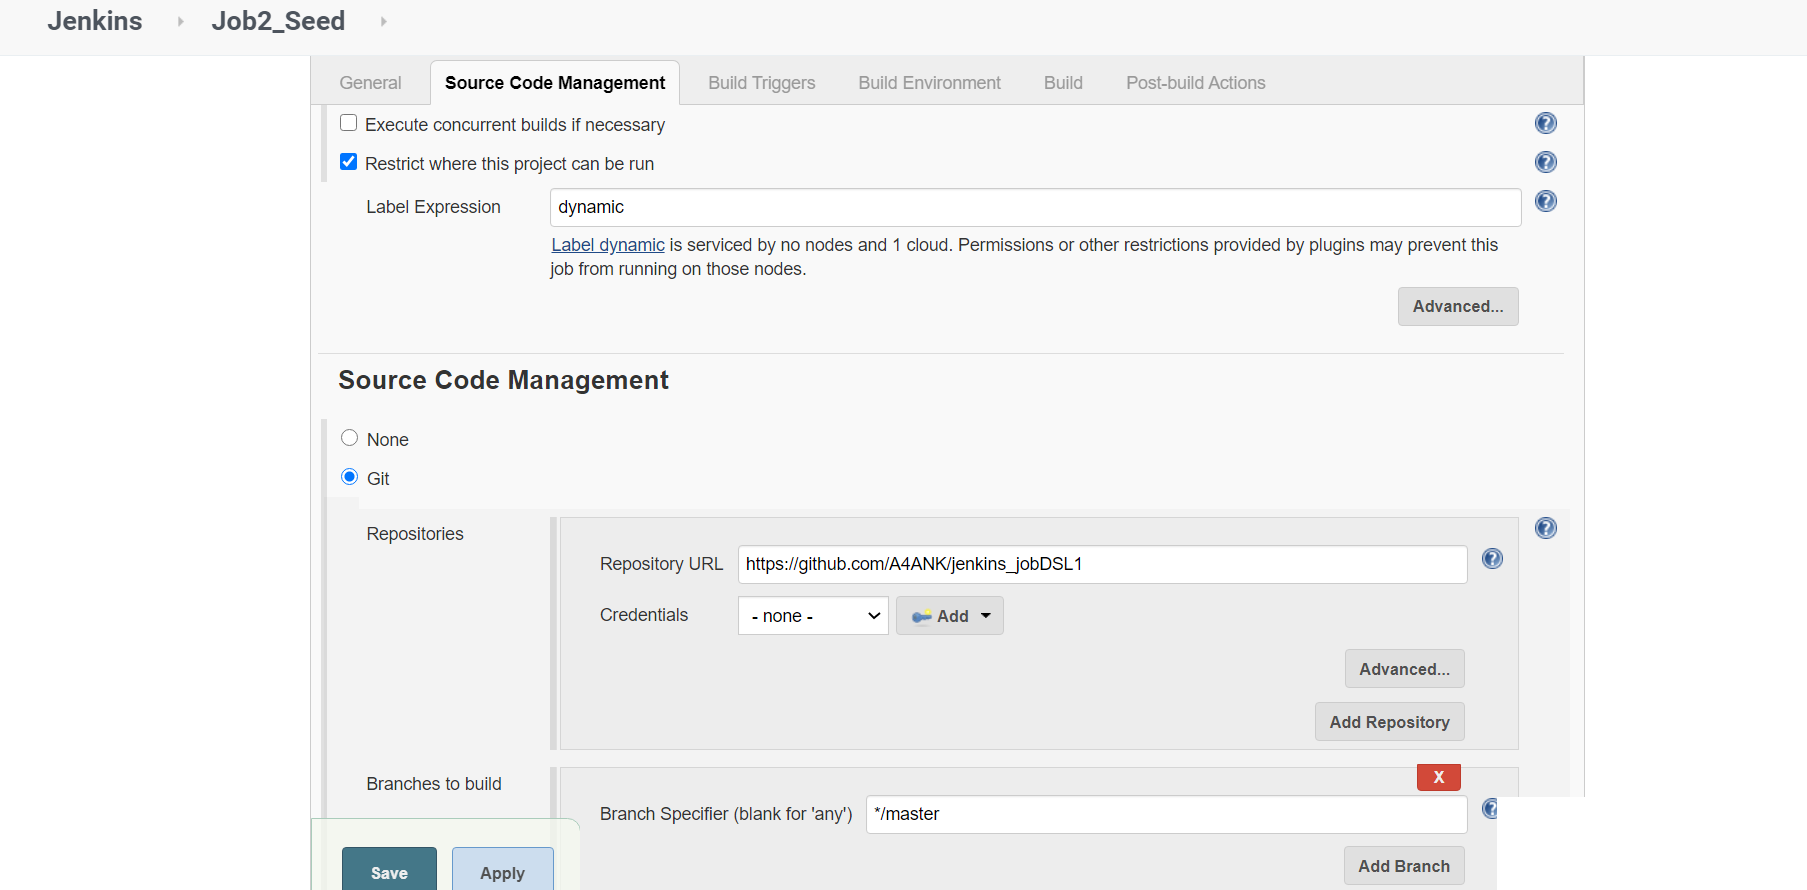 Jenkins Job2_Seed
General Source Code Management Build Triggers Build Environment Build Post-build Actions
Execute concurrent builds if necessary
Restrict where this project can be run
Label Expression dynamic
Label dynamic is serviced by no nodes and 1 cloud. Permissions or other restrictions provided by plugins may prevent this
job from running on those nodes.
Advanced...
Source Code Management
None
Git
Repositories
Repository URL https://github.com/A4ANK/jenkins_jobDSL1
Credentials - none - Add
Advanced...
Add Repository
Branches to build
X
Branch Specifier (blank for 'any') */master
Add Branch
Save Apply